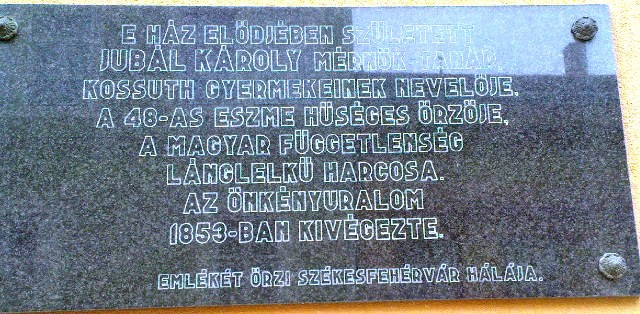 E HÁZ ELŐDJÉBEN SZÜLETETT
JUBÁL KÁROLY MÉRNÖK-TANÁR,
KOSSUTH GYERMEKEINEK NEVELŐJE,
A 48-AS ESZME HŰSÉGES ŐRZŐJE,
A MAGYAR FÜGGETLENSÉG
LÁNGLELKŰ HARCOSA.
AZ ÖNKÉNYURALOM
1853-BAN KIVÉGEZTE.
EMLÉKÉT ŐRZI SZÉKESFEHÉRVÁR HÁLÁJA.